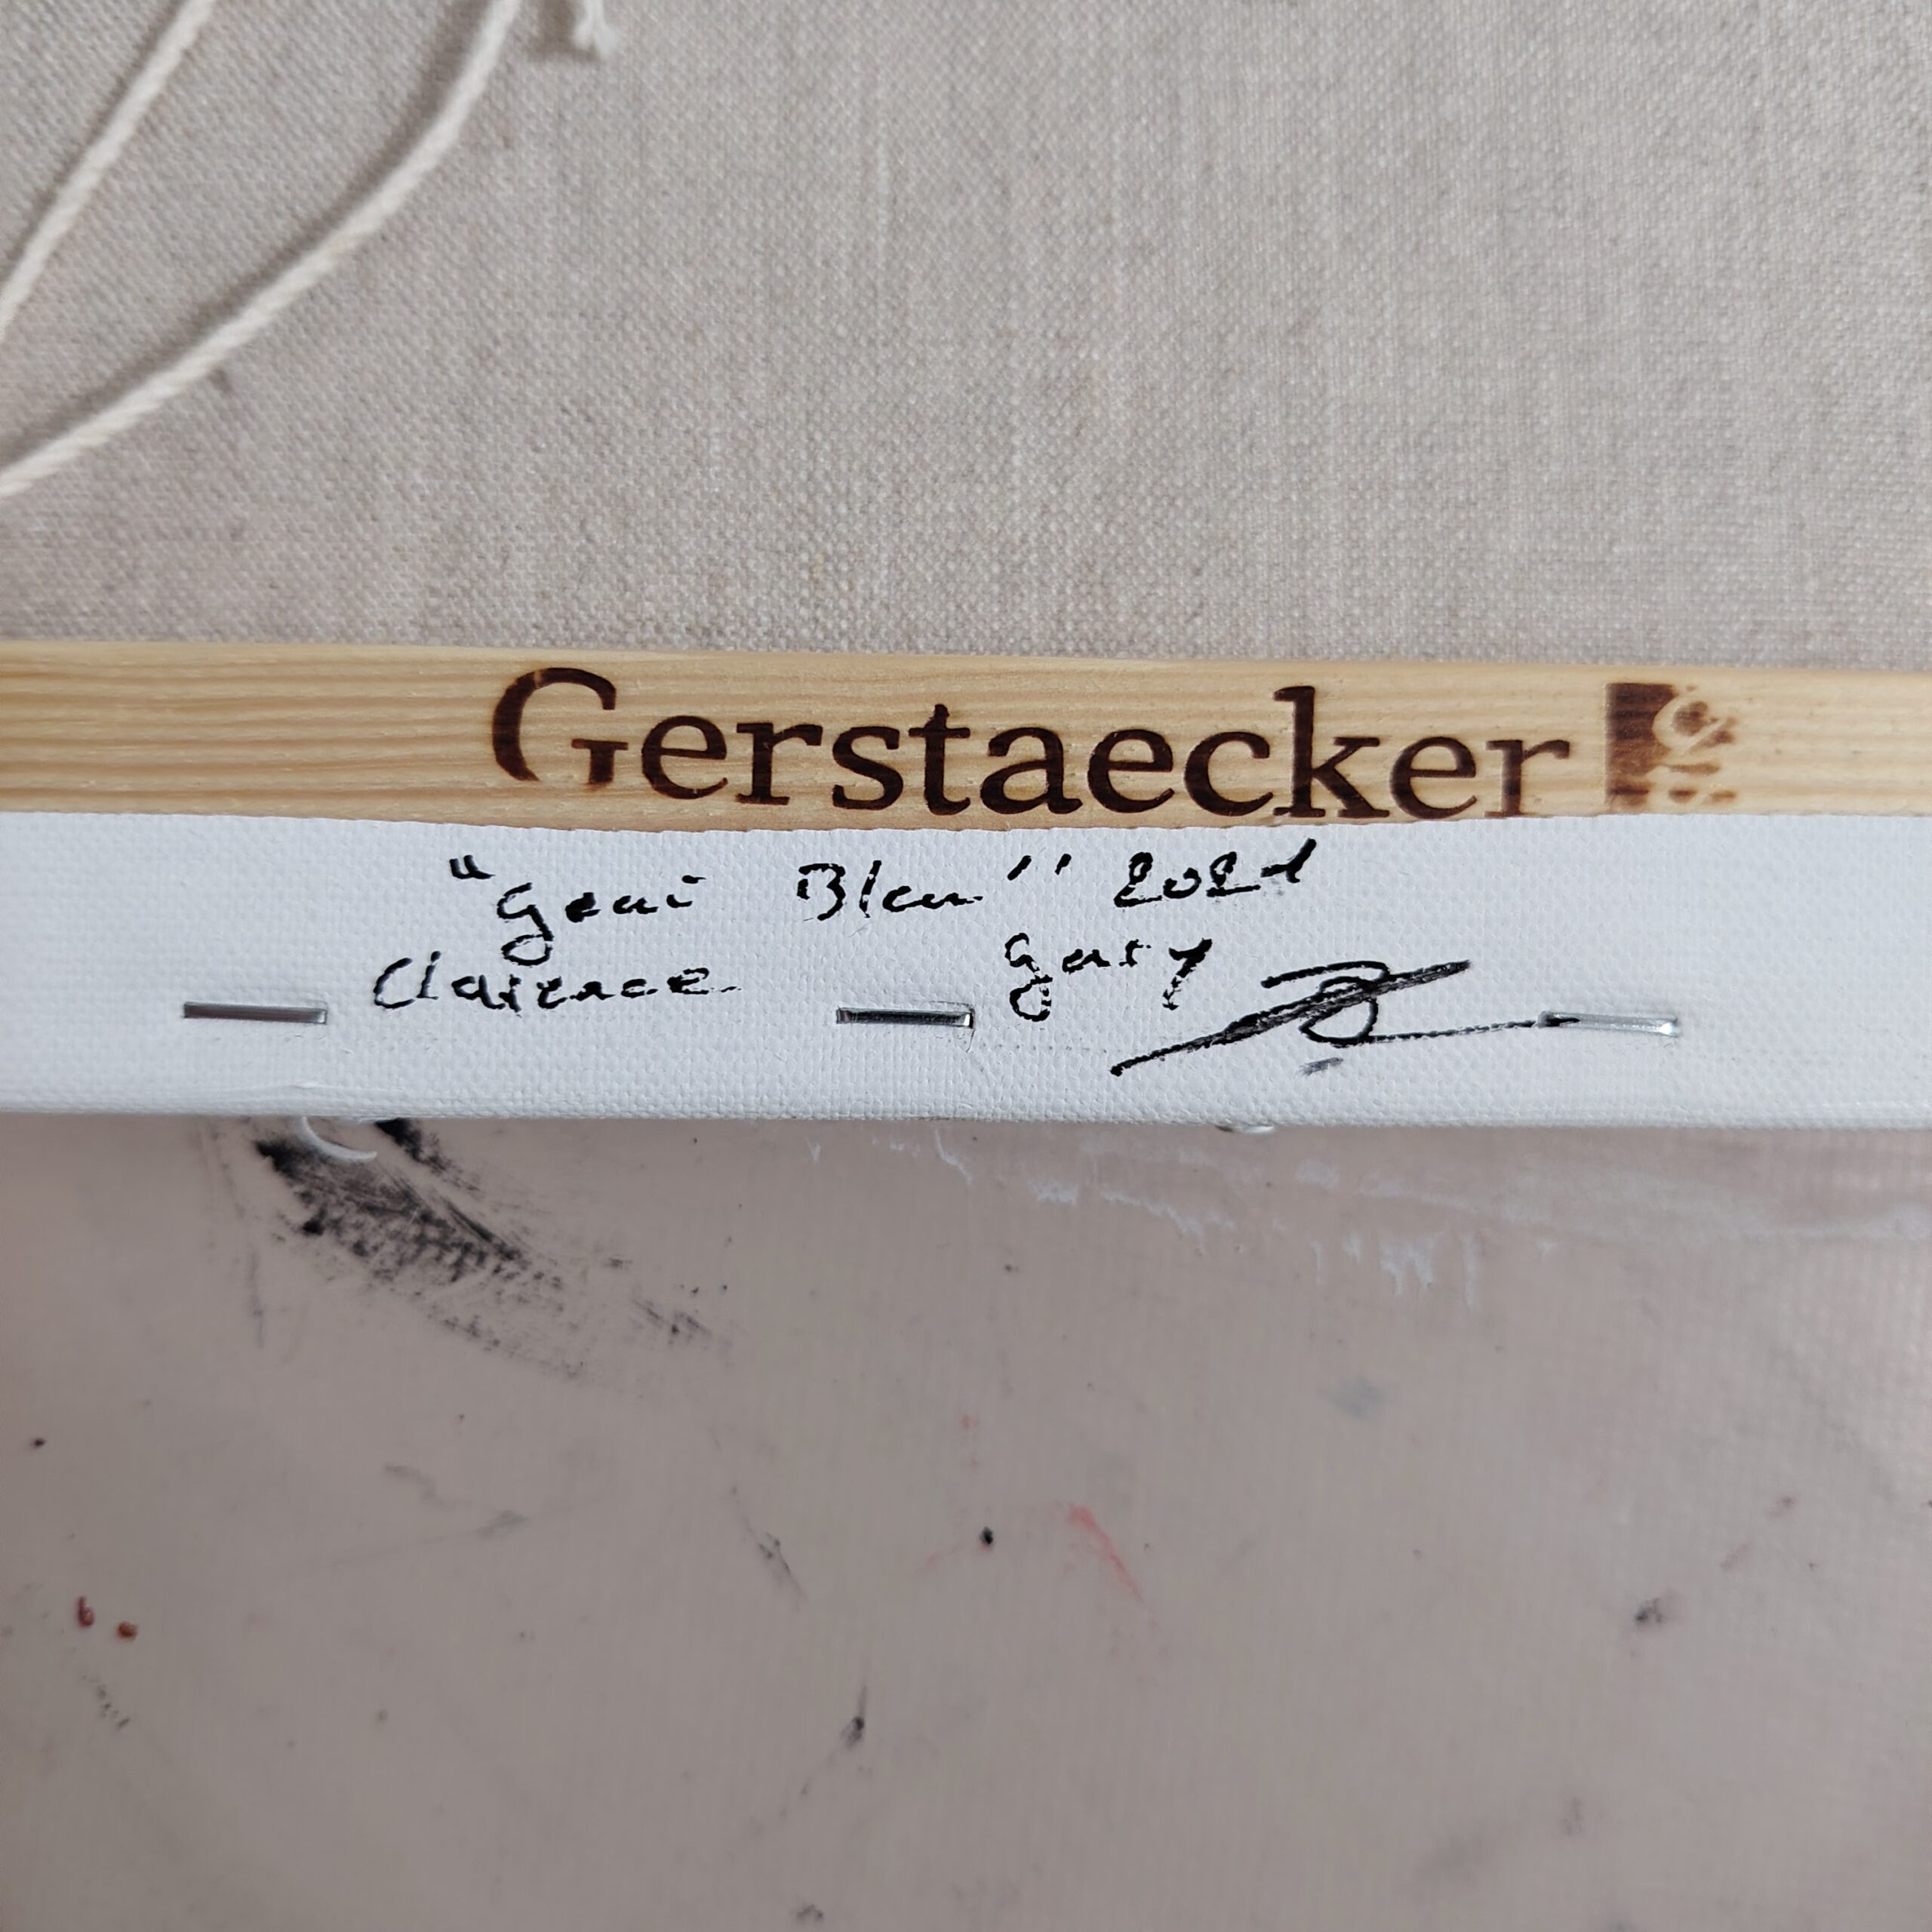 Gerstaecker
"Geai Bleu" 2021
Clarence Gary